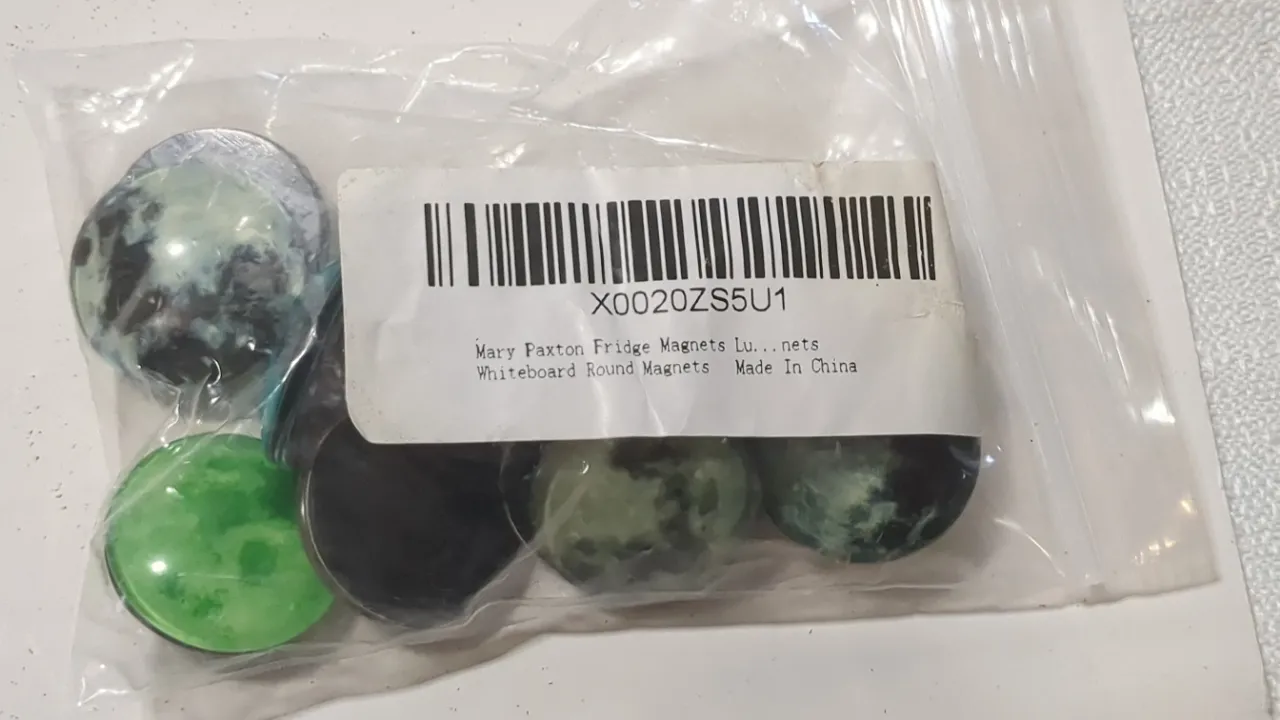 X0020ZS5U1
Mary Paxton Fridge Magnets Lu...nets
Whiteboard Round Magnets Made In China